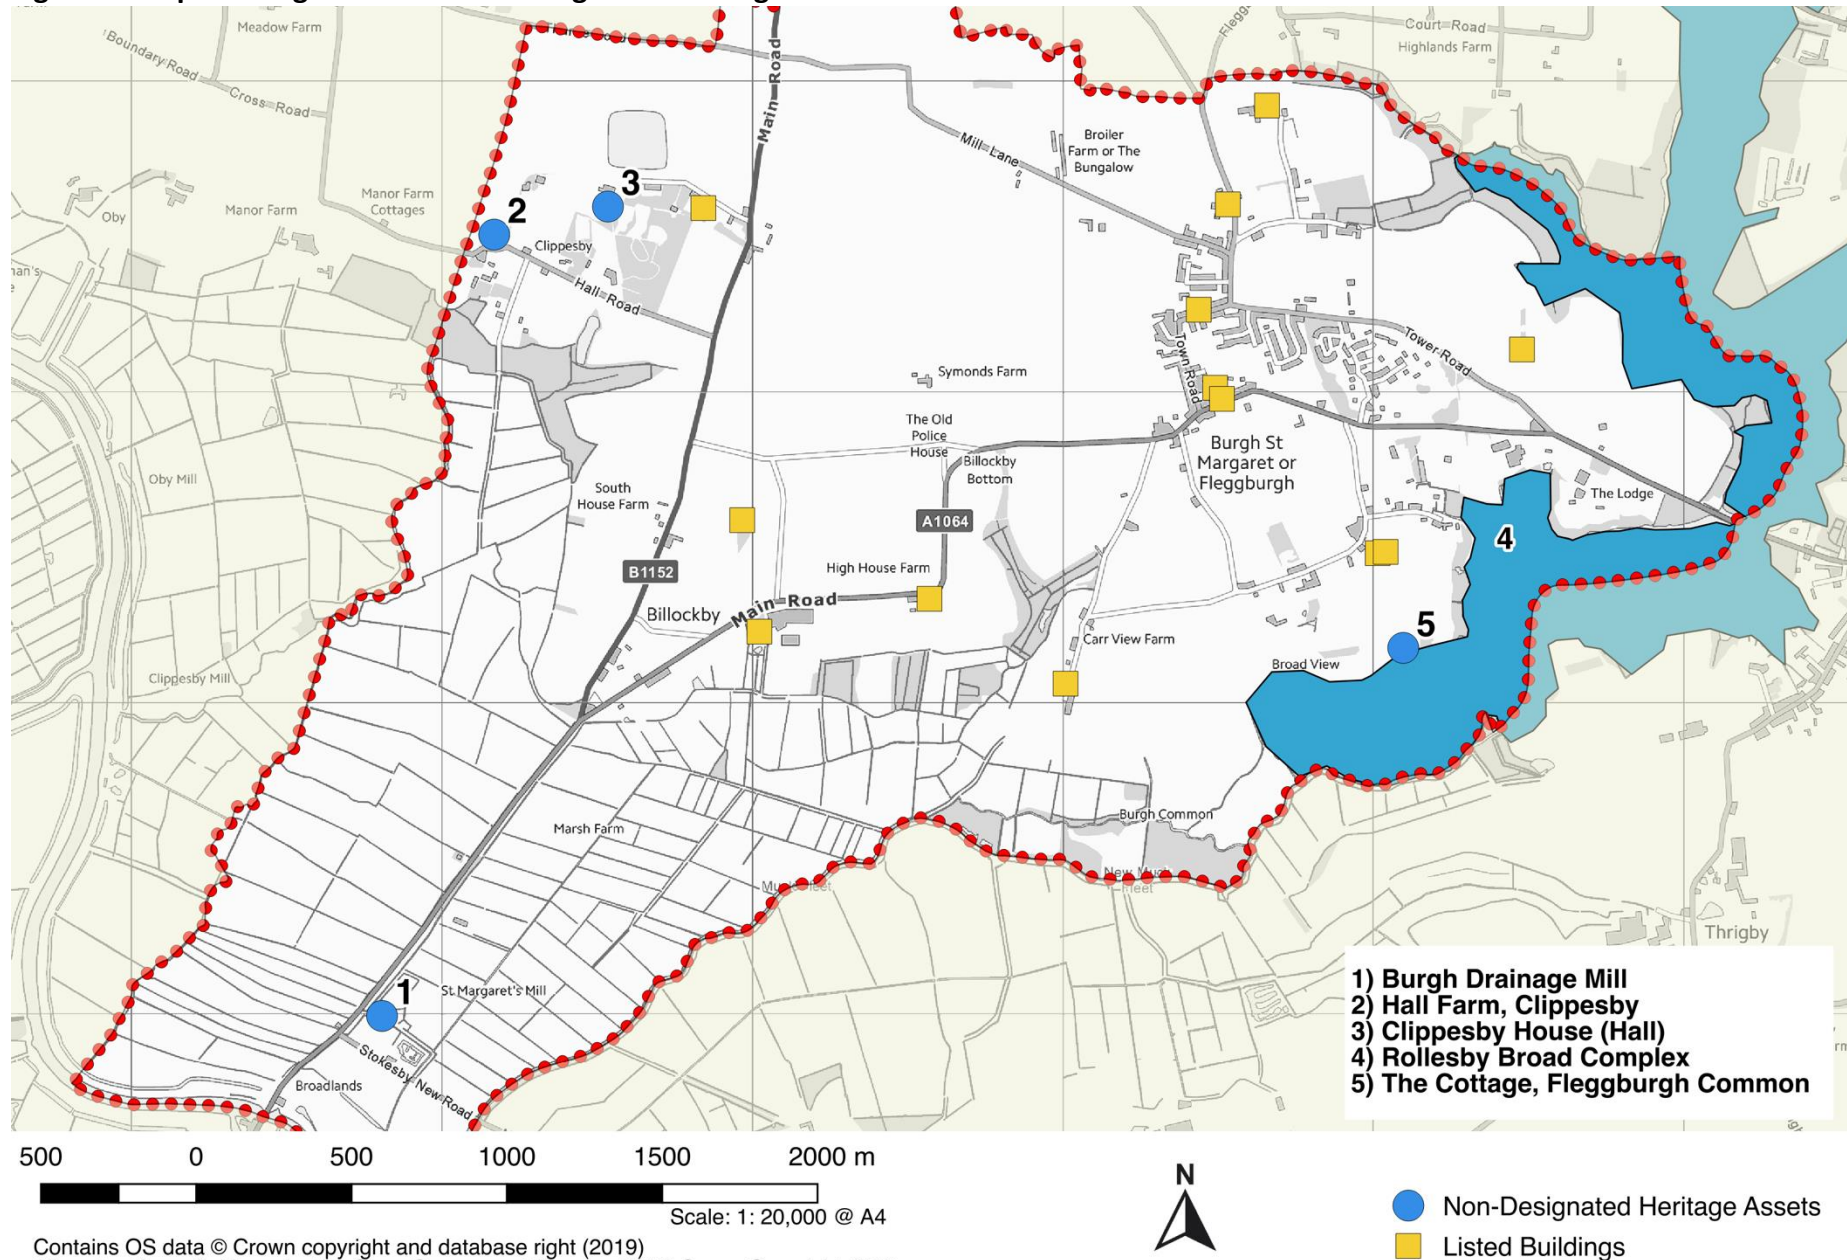 Meadow Farm
Boundary Road
Cross Road
Main Road
Court Road
Highlands Farm
Mill Lane
Broiler
Farm or The
Bungalow
Oby
Manor Farm
Manor Farm
Cottages
2
3
Clippesby
Hall Road
Symonds Farm
Town Road
Tower Road
The Old
Police
House
Billockby
Bottom
Burgh St
Margaret or
Fleggburgh
Oby Mill
South
House Farm
The Lodge
A1064
4
B1152
High House Farm
Billockby
Main Road
5
Carr View Farm
Broad View
Clippesby Mill
Marsh Farm
Burgh Common
New Muck
Fleet
Thrigby
1
St Margaret's Mill
Stokesby New Road
Broadlands
1) Burgh Drainage Mill
2) Hall Farm, Clippesby
3) Clippesby House (Hall)
4) Rollesby Broad Complex
5) The Cottage, Fleggburgh Common
500 0 500 1000 1500 2000 m
Scale: 1: 20,000 @ A4
N
Non-Designated Heritage Assets
Listed Buildings
Contains OS data © Crown copyright and database right (2019)